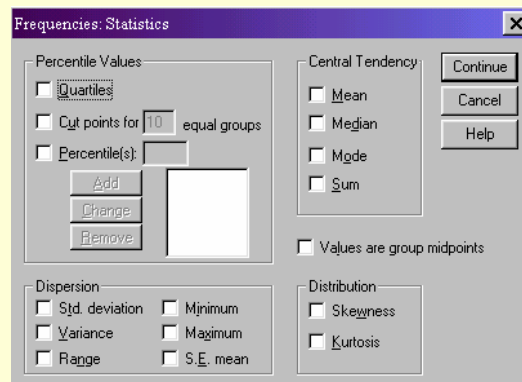 Frequencies: Statistics
Percentile Values
Quartiles
Cut points for 10 equal groups
Percentile(s):
Add
Change
Remove
Central Tendency
Mean
Median
Mode
Sum
Continue
Cancel
Help
Values are group midpoints
Dispersion
Std. deviation Minimum
Variance Maximum
Range S.E. mean
Distribution
Skewness
Kurtosis